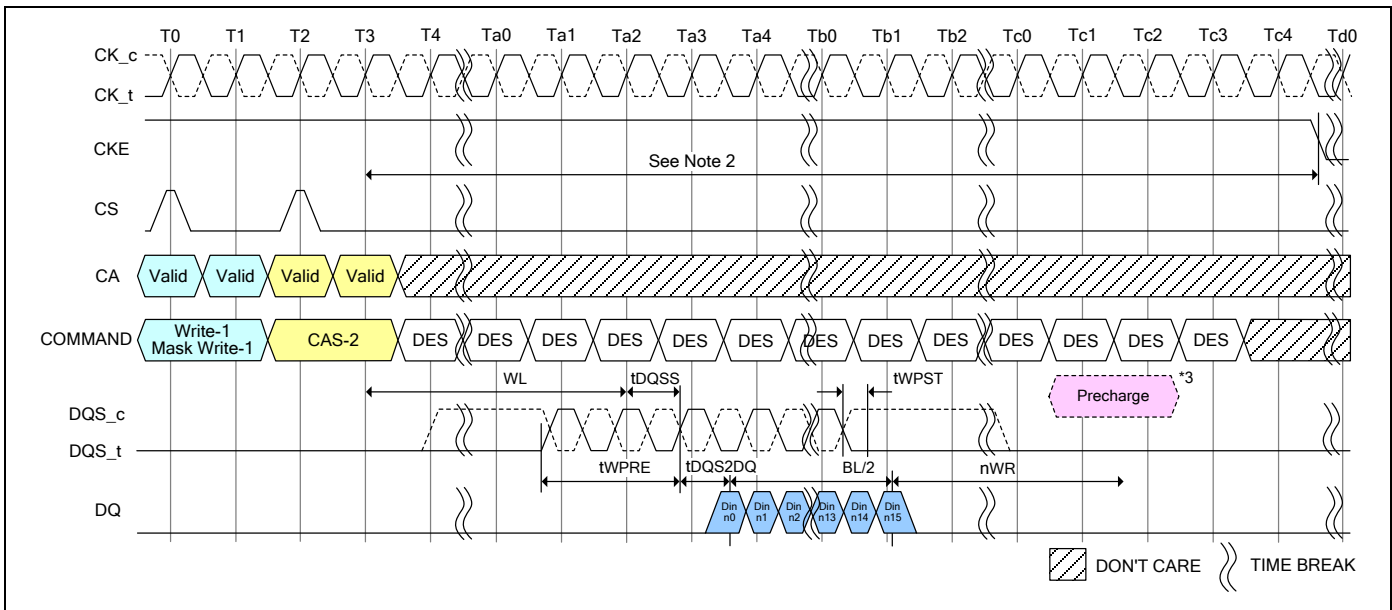 T0 T1 T2 T3 T4 Ta0 Ta1 Ta2 Ta3 Ta4 Tb0 Tb1 Tb2 Tc0 Tc1 Tc2 Tc3 Tc4 Td0
CK_c
CK_t
CKE
See Note 2
CS
CA Valid Valid Valid Valid
COMMAND Write-1 Mask Write-1 CAS-2 DES DES DES DES DES DES DES DES DES DES DES DES DES
WL tDQSS tWPST
Precharge *3
DQS_c
DQS_t
tWPRE tDQS2DQ BL/2 nWR
DQ Din n0 Din n1 Din n2 Din n13 Din n14 Din n15
DON'T CARE TIME BREAK